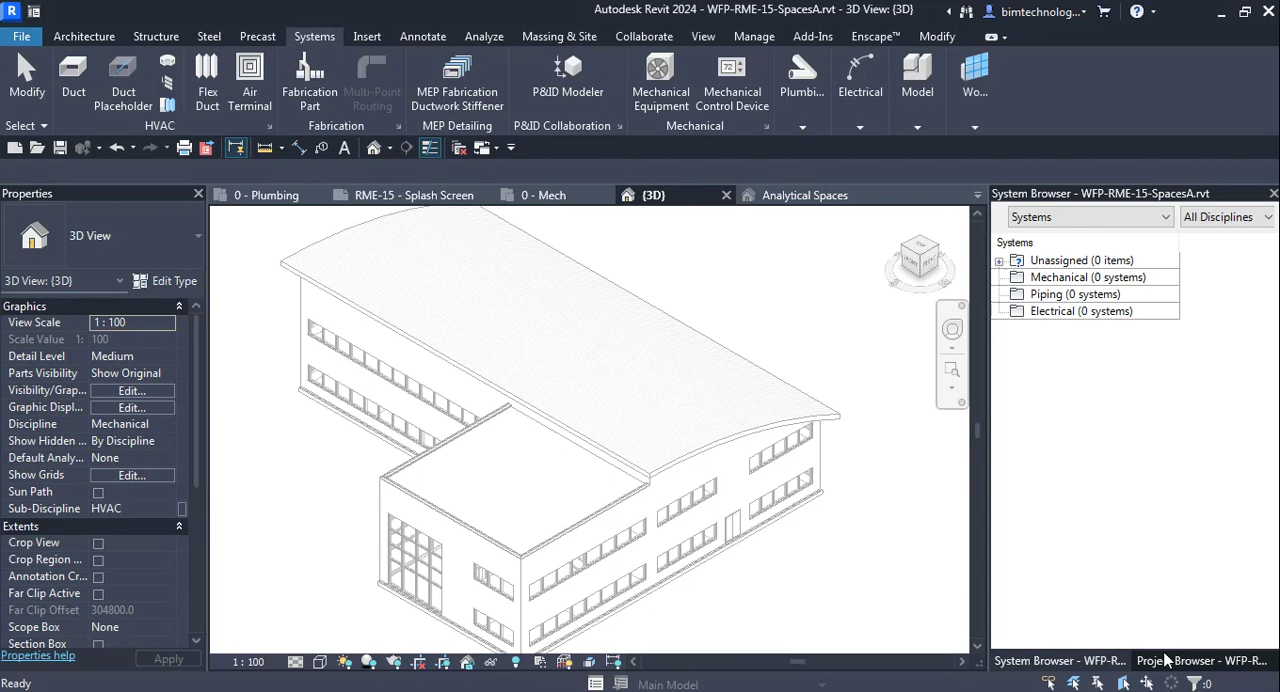 Autodesk Revit 2024 - WFP-RME-15-SpacesA.rvt - 3D View: {3D}
bimtechnolog...
File Architecture Structure Steel Precast Systems Insert Annotate Analyze Massing & Site Collaborate View Manage Add-Ins Enscape™ Modify
Modify
Duct
Duct Placeholder
Flex Duct
Air Terminal
Fabrication Part
Multi-Point Routing
MEP Fabrication Ductwork Stiffener
P&ID Modeler
Mechanical Equipment
Mechanical Control Device
Plumbi...
Electrical
Model
Wo...
Select HVAC Fabrication MEP Detailing P&ID Collaboration Mechanical
Properties
0 - Plumbing RME-15 - Splash Screen 0 - Mech {3D} Analytical Spaces
System Browser - WFP-RME-15-SpacesA.rvt
Systems All Disciplines
3D View
Systems
Unassigned (0 items)
Mechanical (0 systems)
Piping (0 systems)
Electrical (0 systems)
3D View: {3D} Edit Type
Graphics
View Scale 1 : 100
Scale Value 1: 100
Detail Level Medium
Parts Visibility Show Original
Visibility/Grap... Edit...
Graphic Displ... Edit...
Discipline Mechanical
Show Hidden ... By Discipline
Default Analy... None
Show Grids Edit...
Sun Path
Sub-Discipline HVAC
Extents
Crop View
Crop Region ...
Annotation Cr...
Far Clip Active
Far Clip Offset 304800.0
Scope Box None
Section Box
Properties help Apply
1 : 100
System Browser - WFP-R... Project Browser - WFP-R...
Ready
Main Model
:0